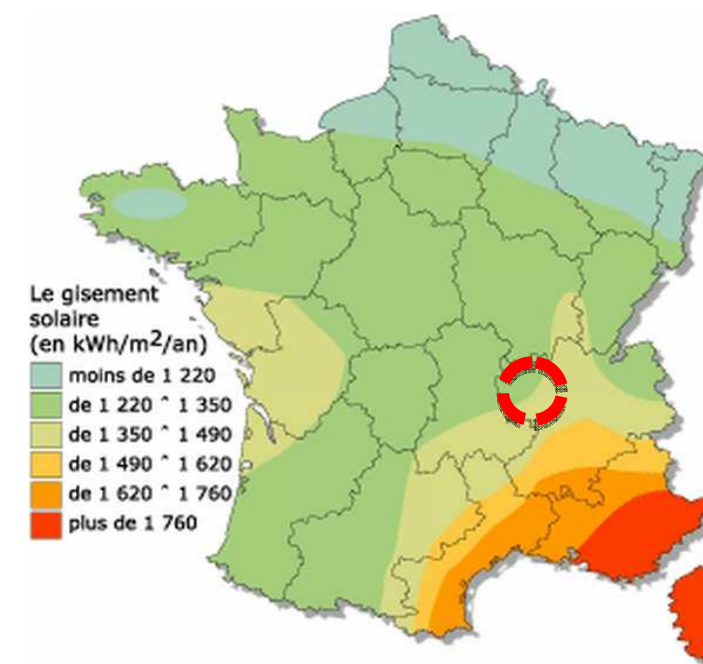 Le gisement
solaire
(en kWh/m2/an)
moins de 1 220
de 1 220 ^ 1 350
de 1 350 ^ 1 490
de 1 490 ^ 1 620
de 1 620 ^ 1 760
plus de 1 760